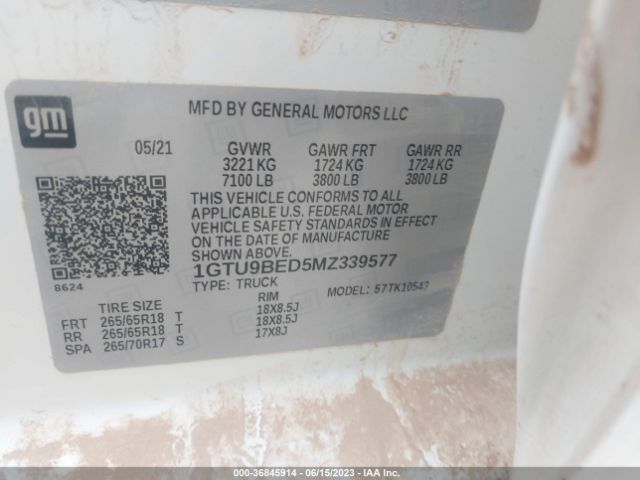 gm
MFD BY GENERAL MOTORS LLC
05/21 GVWR GAWR FRT GAWR RR
3221 KG 1724 KG 1724 KG
7100 LB 3800 LB 3800 LB
THIS VEHICLE CONFORMS TO ALL
APPLICABLE U.S. FEDERAL MOTOR
VEHICLE SAFETY STANDARDS IN EFFECT
ON THE DATE OF MANUFACTURE
SHOWN ABOVE.
8624
1GTU9BED5MZ339577
TYPE: TRUCK MODEL: 57TK10543
TIRE SIZE RIM
FRT 265/65R18 T 18X8.5J
RR 265/65R18 T 18X8.5J
SPA 265/70R17 S 17X8J
000-36845914 - 06/15/2023 - IAA Inc.